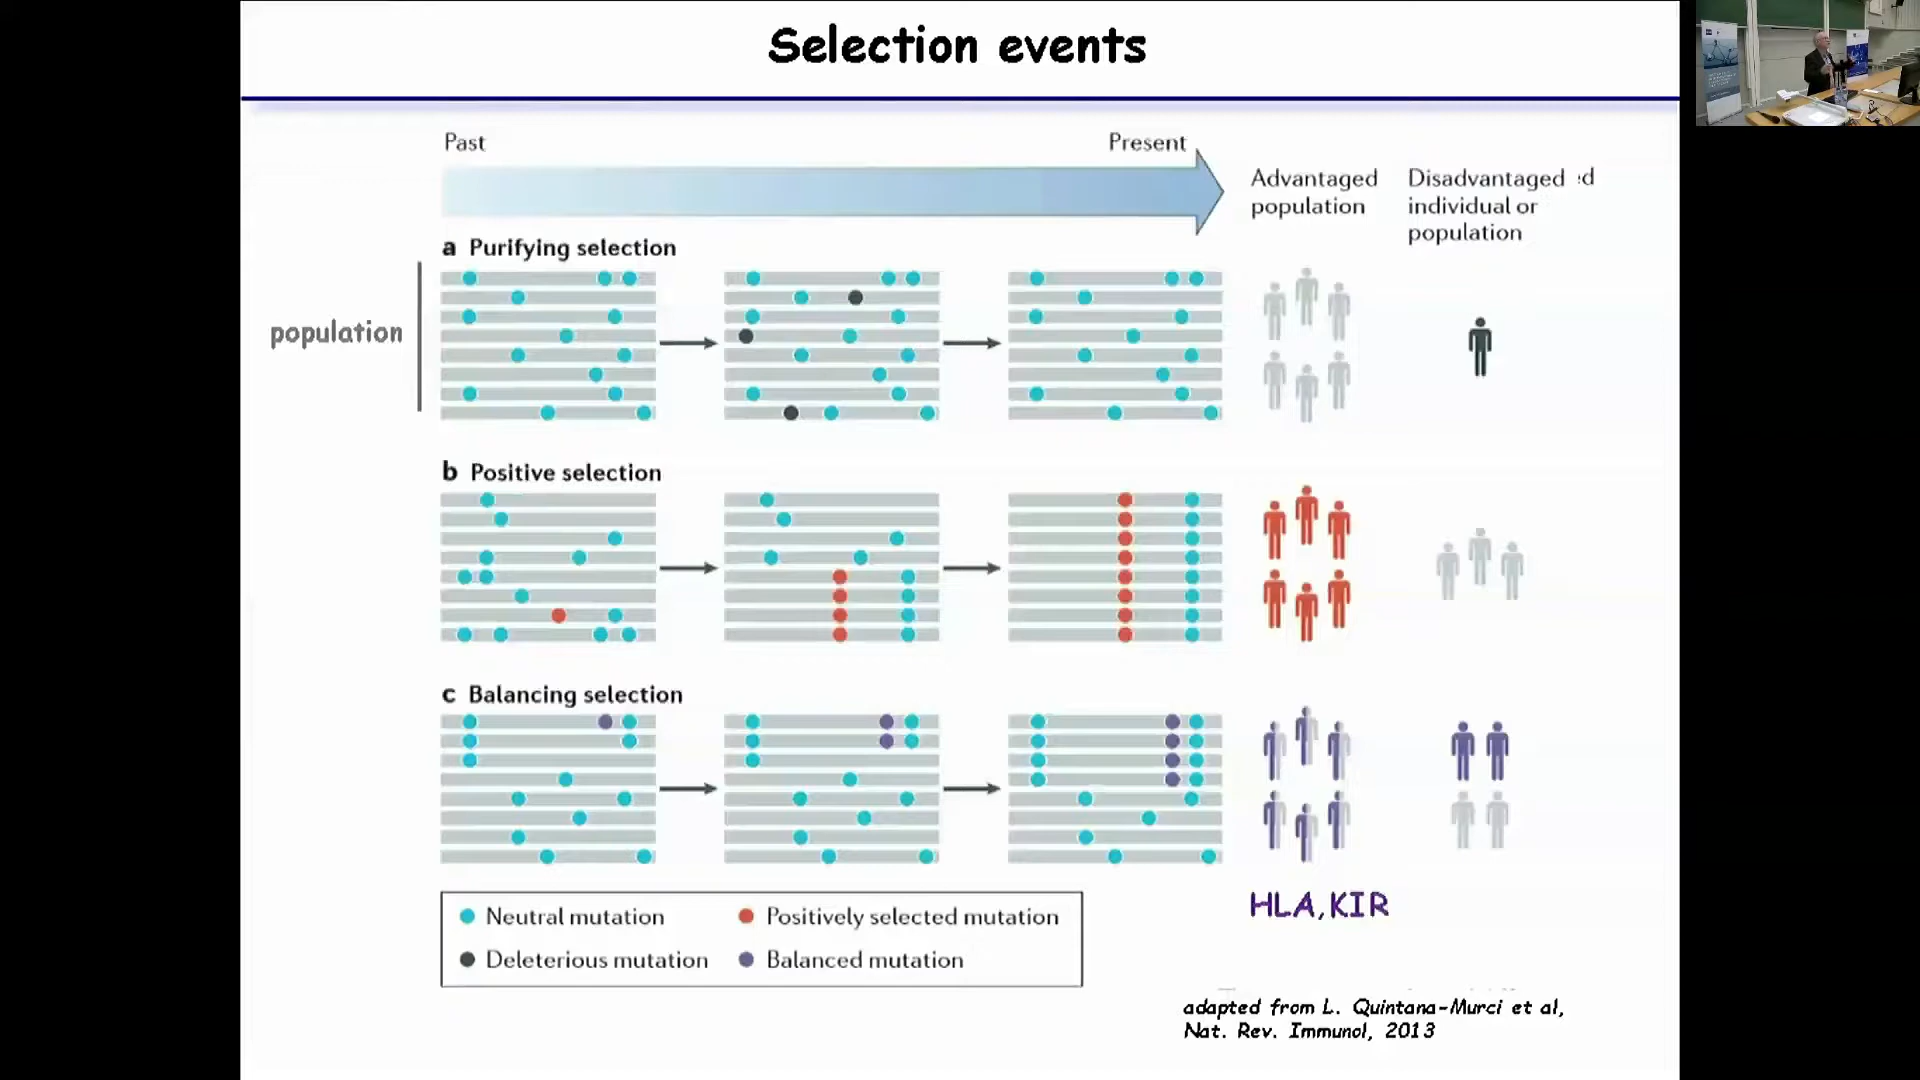 Selection events
Past
Present
Advantaged
population
Disadvantaged
individual or
population
a Purifying selection
population
b Positive selection
c Balancing selection
HLA,KIR
Neutral mutation
Positively selected mutation
Deleterious mutation
Balanced mutation
adapted from L. Quintana-Murci et al,
Nat. Rev. Immunol, 2013